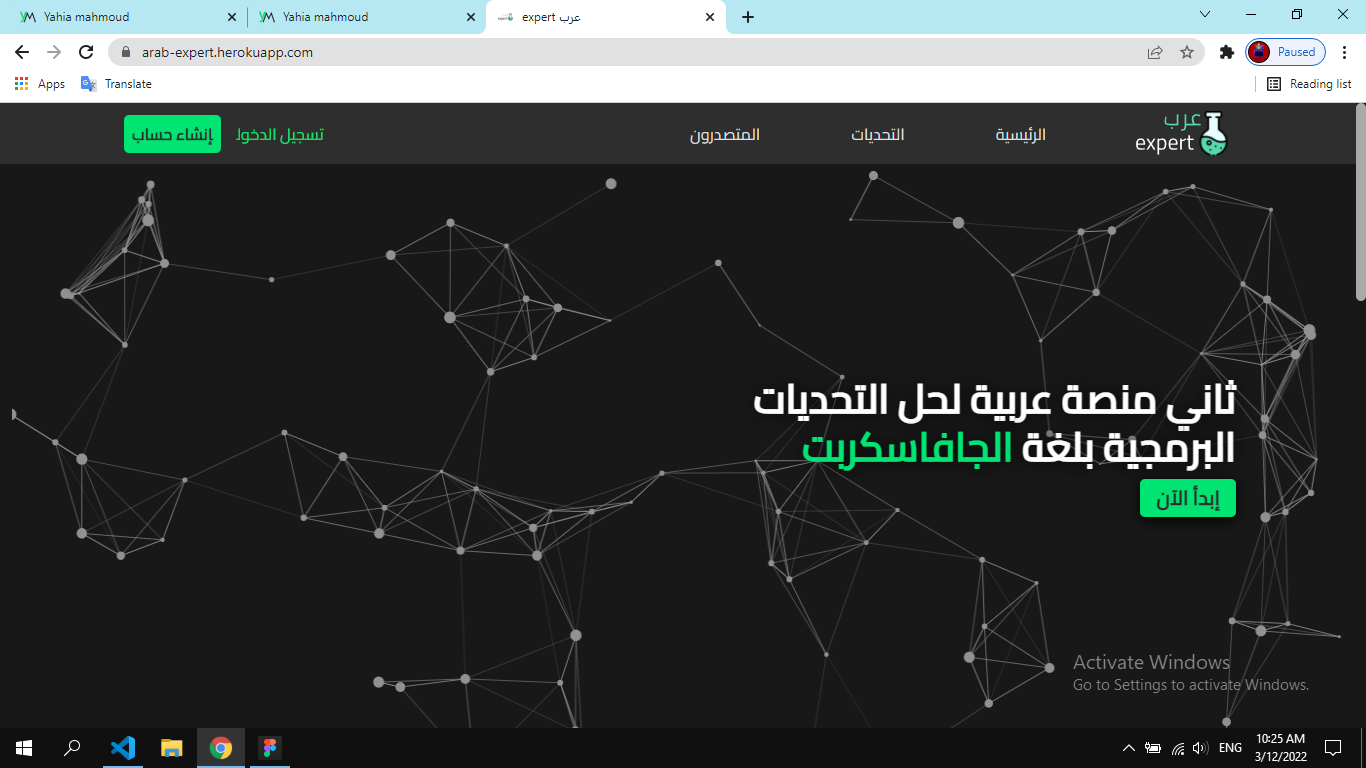 Yahia mahmoud
Yahia mahmoud
expert عرب
arab-expert.herokuapp.com
Paused
Apps
Translate
Reading list
عرب
expert
الرئيسية
التحديات
المتصدرون
تسجيل الدخول
إنشاء حساب
ثاني منصة عربية لحل التحديات
البرمجية بلغة الجافاسكربت
إبدأ الآن
Activate Windows
Go to Settings to activate Windows.
ENG
10:25 AM
3/12/2022